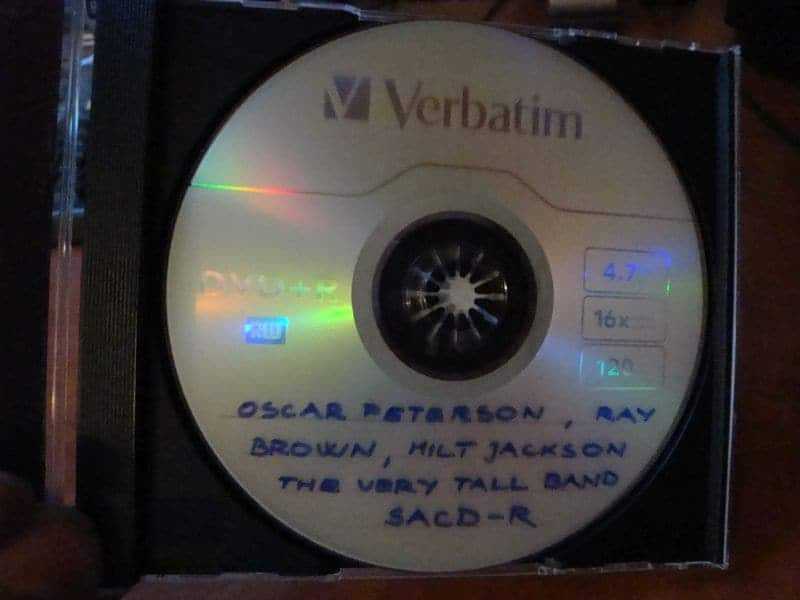 Verbatim
DVD+R
4.7
16x
120
OSCAR PETERSON, RAY
BROWN, MILT JACKSON
THE VERY TALL BAND
SACD-R